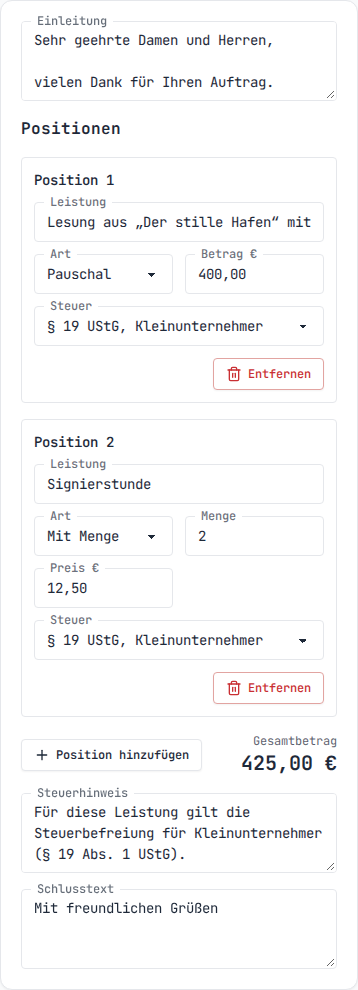 Einleitung
Sehr geehrte Damen und Herren,
vielen Dank für Ihren Auftrag.
Positionen
Position 1
Leistung
Lesung aus „Der stille Hafen“ mit
Art
Pauschal
Betrag €
400,00
Steuer
§ 19 UStG, Kleinunternehmer
Entfernen
Position 2
Leistung
Signierstunde
Art
Mit Menge
Menge
2
Preis €
12,50
Steuer
§ 19 UStG, Kleinunternehmer
Entfernen
Position hinzufügen
Gesamtbetrag
425,00 €
Steuerhinweis
Für diese Leistung gilt die
Steuerbefreiung für Kleinunternehmer
(§ 19 Abs. 1 UStG).
Schlusstext
Mit freundlichen Grüßen